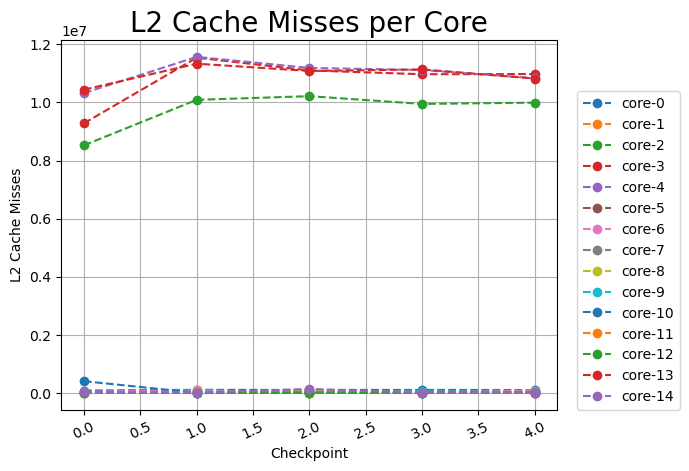 L2 Cache Misses per Core
1e7
1.2
1.0
0.8
0.6
0.4
0.2
0.0
L2 Cache Misses
0.0
0.5
1.0
1.5
2.0
2.5
3.0
3.5
4.0
Checkpoint
core-0
core-1
core-2
core-3
core-4
core-5
core-6
core-7
core-8
core-9
core-10
core-11
core-12
core-13
core-14